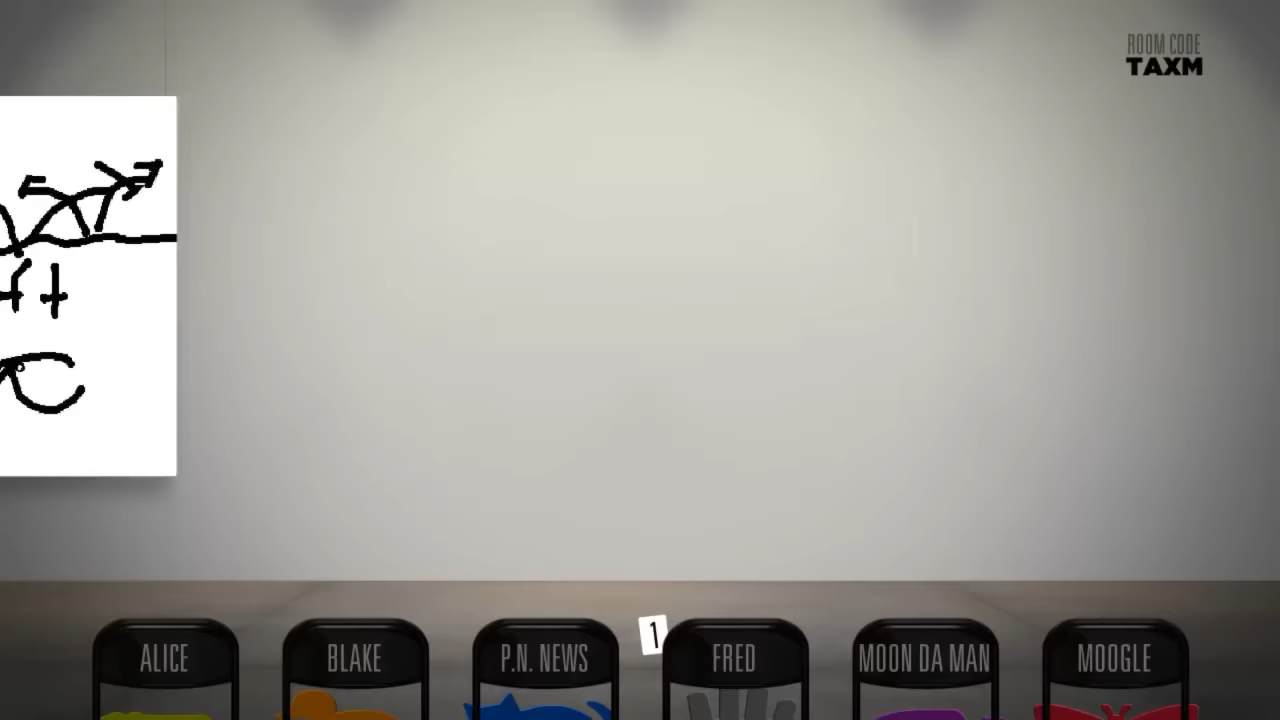 ROOM CODE
TAXM
1
ALICE
BLAKE
P.N. NEWS
FRED
MOON DA MAN
MOOGLE